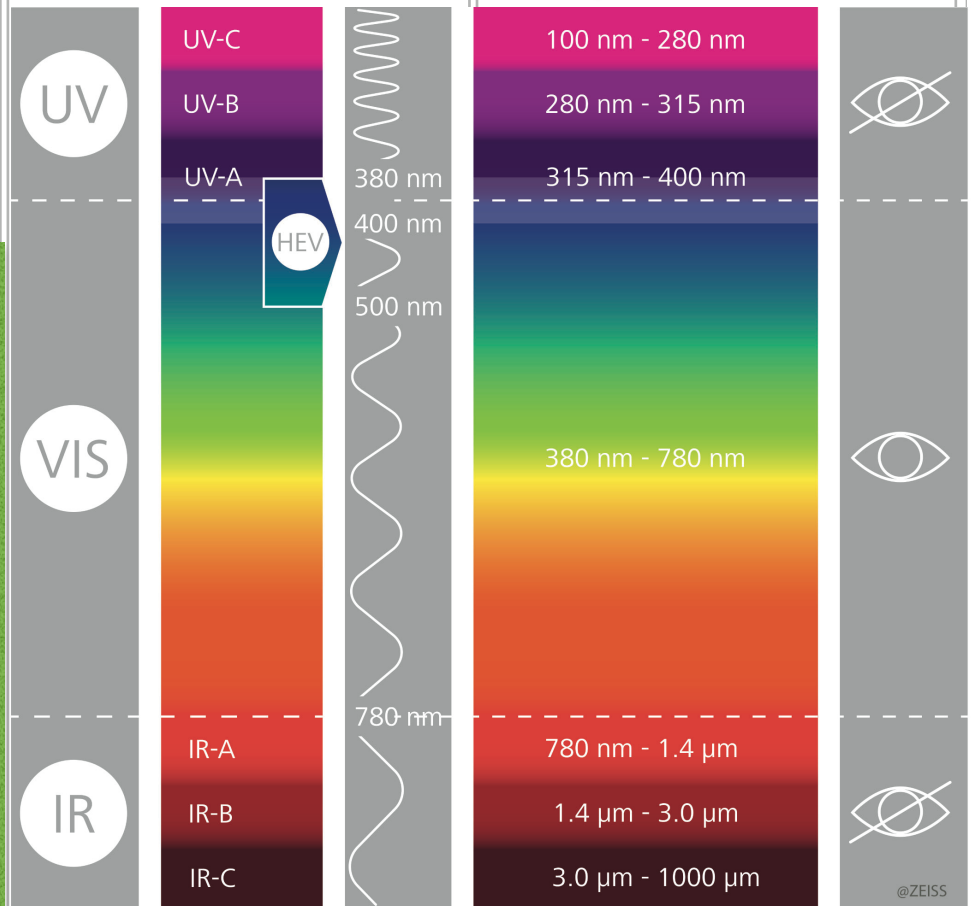 UV-C 100 nm - 280 nm
UV UV-B 280 nm - 315 nm
UV-A 380 nm 315 nm - 400 nm
400 nm
HEV
500 nm
VIS 380 nm - 780 nm
780 nm
IR-A 780 nm - 1.4 µm
IR IR-B 1.4 µm - 3.0 µm
IR-C 3.0 µm - 1000 µm
@ZEISS